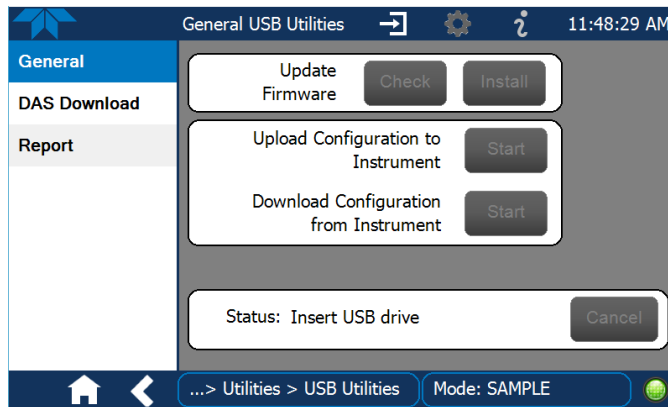 General USB Utilities
11:48:29 AM
General
DAS Download
Report
Update
Firmware
Check
Install
Upload Configuration to
Instrument
Start
Download Configuration
from Instrument
Start
Status: Insert USB drive
Cancel
...> Utilities > USB Utilities
Mode: SAMPLE